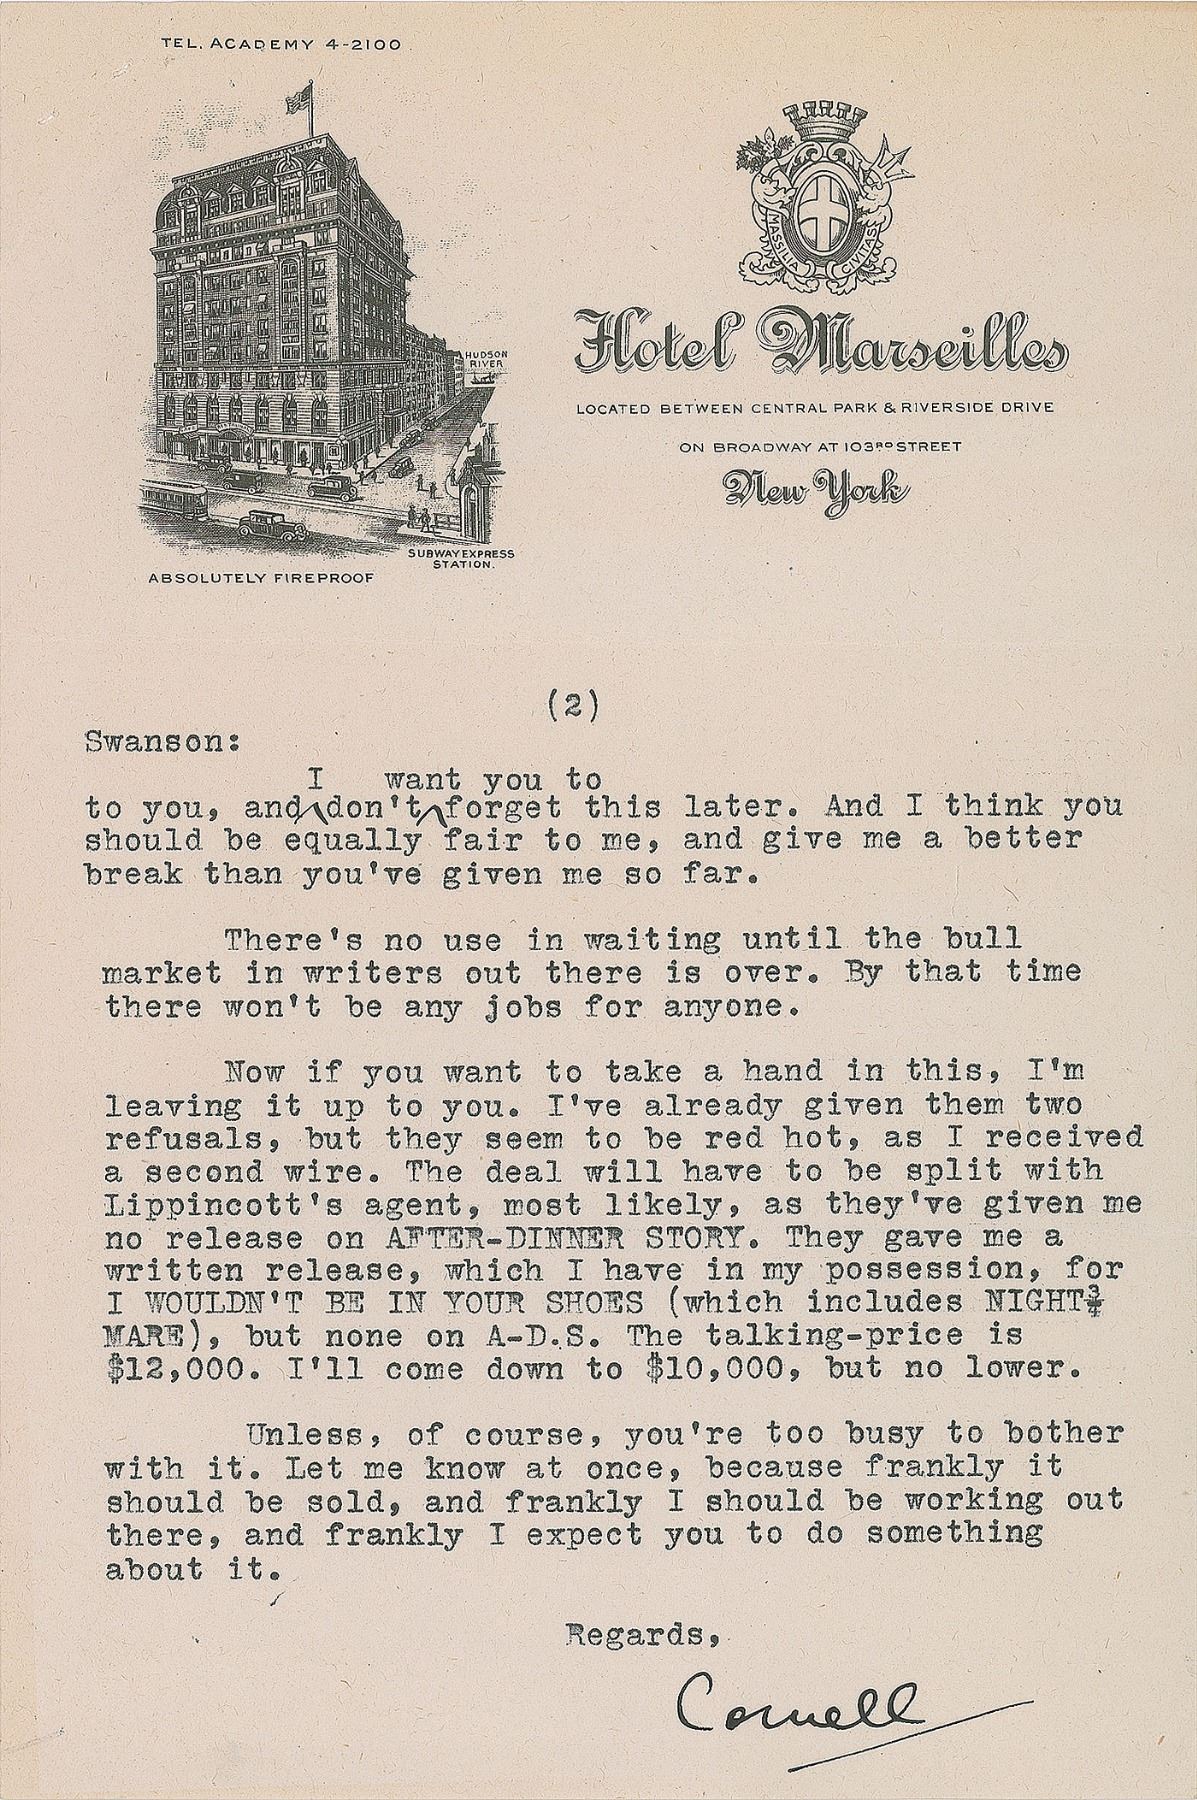 TEL. ACADEMY 4-2100
MASSILIA CIVITAS
HUDSON
RIVER
Hotel Marseilles
LOCATED BETWEEN CENTRAL PARK & RIVERSIDE DRIVE
ON BROADWAY AT 103RD STREET
New York
SUBWAY EXPRESS
STATION.
ABSOLUTELY FIREPROOF
(2)
Swanson:
I want you to
to you, and don't forget this later. And I think you
should be equally fair to me, and give me a better
break than you've given me so far.
There's no use in waiting until the bull
market in writers out there is over. By that time
there won't be any jobs for anyone.
Now if you want to take a hand in this, I'm
leaving it up to you. I've already given them two
refusals, but they seem to be red hot, as I received
a second wire. The deal will have to be split with
Lippincott's agent, most likely, as they've given me
no release on AFTER-DINNER STORY. They gave me a
written release, which I have in my possession, for
I WOULDN'T BE IN YOUR SHOES (which includes NIGHT¾
MARE), but none on A-D.S. The talking-price is
$12,000. I'll come down to $10,000, but no lower.
Unless, of course, you're too busy to bother
with it. Let me know at once, because frankly it
should be sold, and frankly I should be working out
there, and frankly I expect you to do something
about it.
Regards,
Cornell